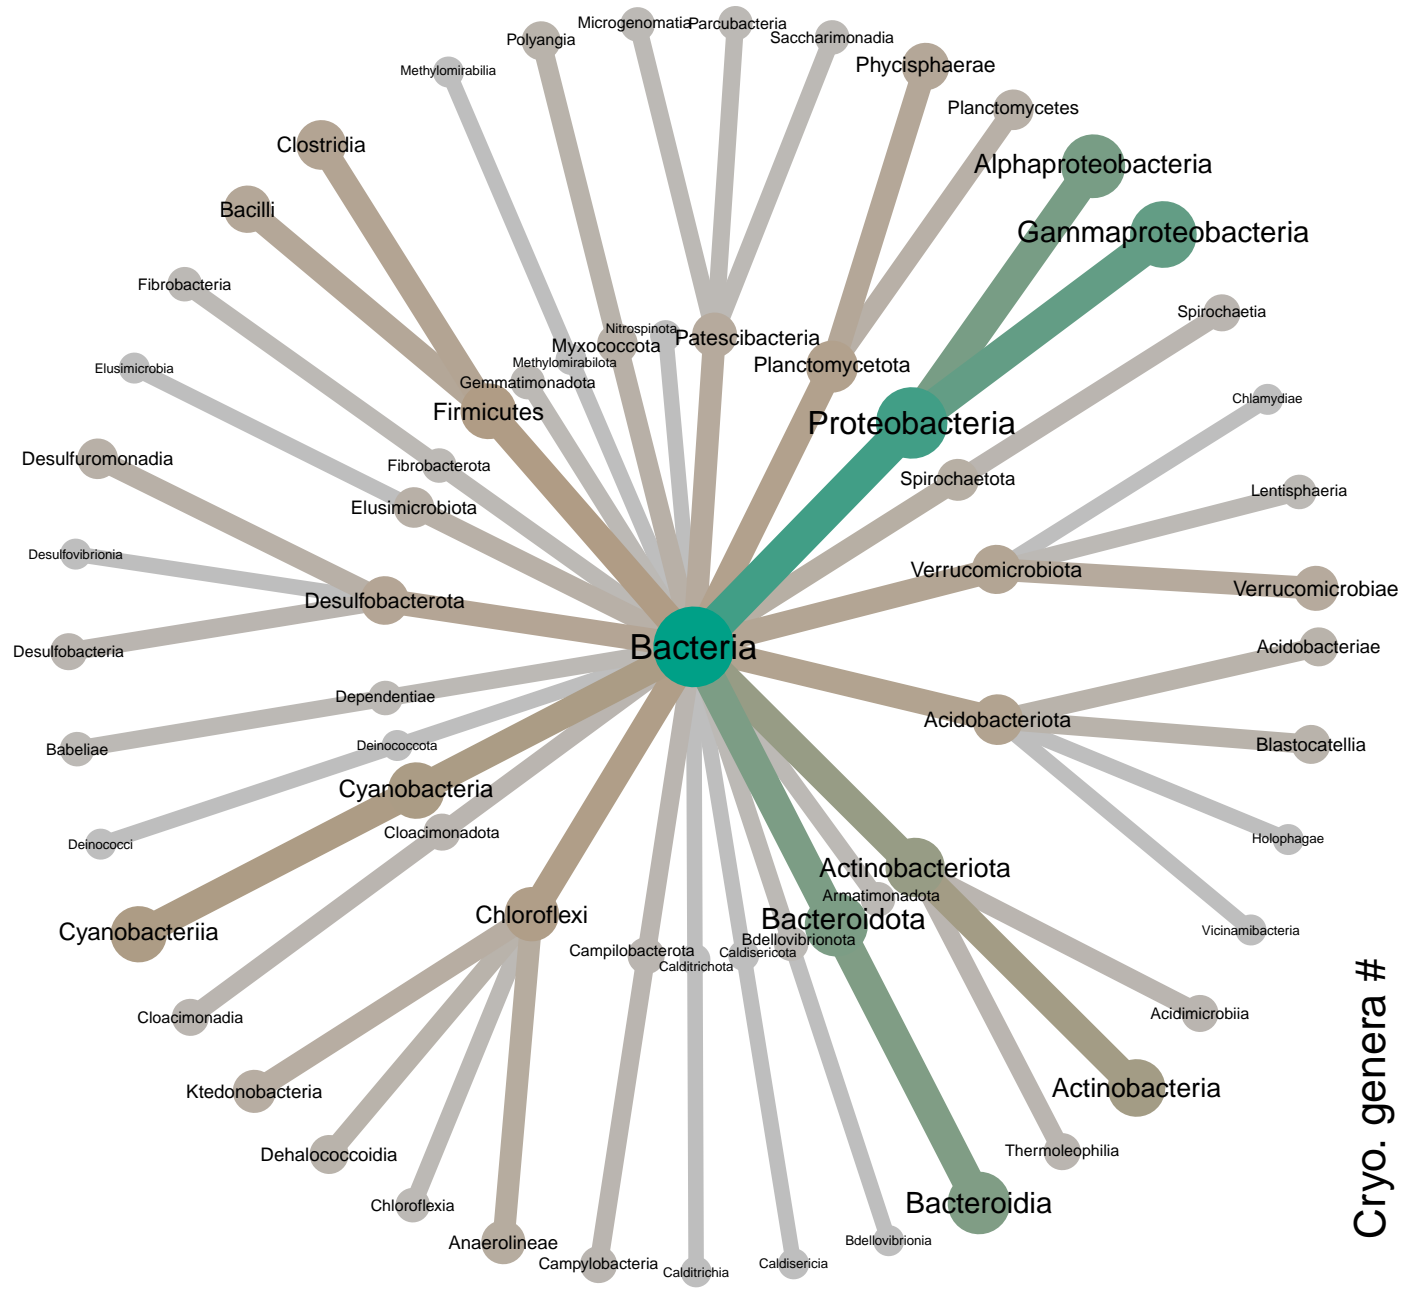 Microgenomatia
Parcubacteria
Saccharimonadia
Polyangia
Methylomirabilia
Phycisphaerae
Planctomycetes
Clostridia
Alphaproteobacteria
Bacilli
Gammaproteobacteria
Fibrobacteria
Spirochaetia
Nitrospinota
Patescibacteria
Myxococcota
Methylomirabilota
Planctomycetota
Elusimicrobia
Gemmatimonadota
Chlamydiae
Firmicutes
Proteobacteria
Desulfuromonadia
Fibrobacterota
Spirochaetota
Lentisphaeria
Elusimicrobiota
Desulfovibrionia
Verrucomicrobiota
Verrucomicrobiae
Desulfobacterota
Desulfobacteria
Bacteria
Acidobacteriae
Dependentiae
Acidobacteriota
Babeliae
Deinococcota
Blastocatellia
Cyanobacteria
Cloacimonadota
Deinococci
Holophagae
Actinobacteriota
Armatimonadota
Chloroflexi
Bacteroidota
Cyanobacteriia
Vicinamibacteria
Bdellovibrionota
Campilobacterota
Caldisericota
Calditrichota
Cloacimonadia
Acidimicrobiia
Ktedonobacteria
Actinobacteria
Cryo. genera #
Dehalococcoidia
Thermoleophilia
Chloroflexia
Bacteroidia
Anaerolineae
Bdellovibrionia
Campylobacteria
Calditrichia
Caldisericia